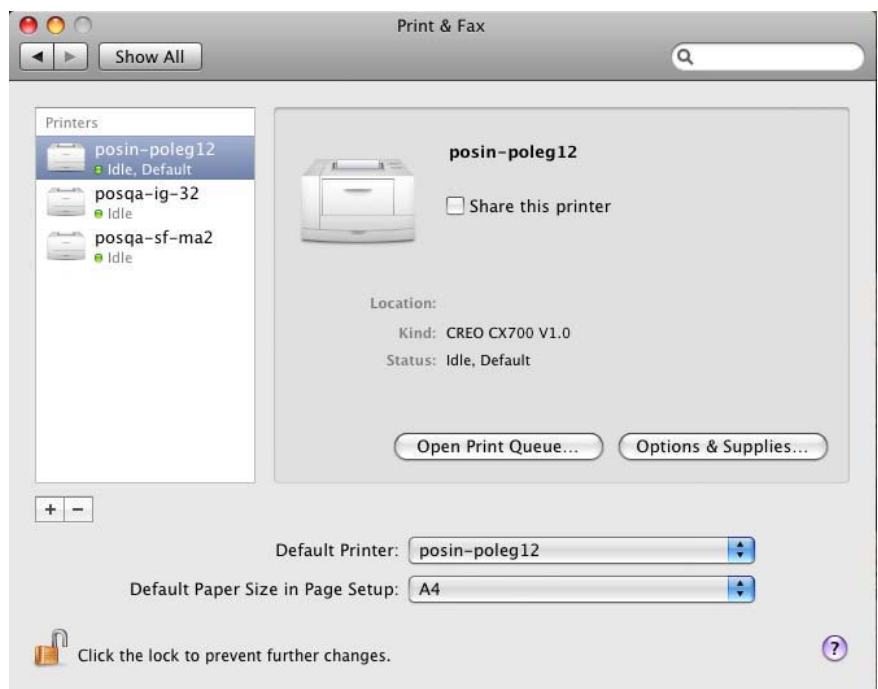 Print & Fax
Show All
Printers
posin-poleg12
Idle, Default
posqa-ig-32
Idle
posqa-sf-ma2
Idle
posin-poleg12
Share this printer
Location:
Kind: CREO CX700 V1.0
Status: Idle, Default
Open Print Queue... Options & Supplies...
+ −
Default Printer: posin-poleg12
Default Paper Size in Page Setup: A4
Click the lock to prevent further changes. ?